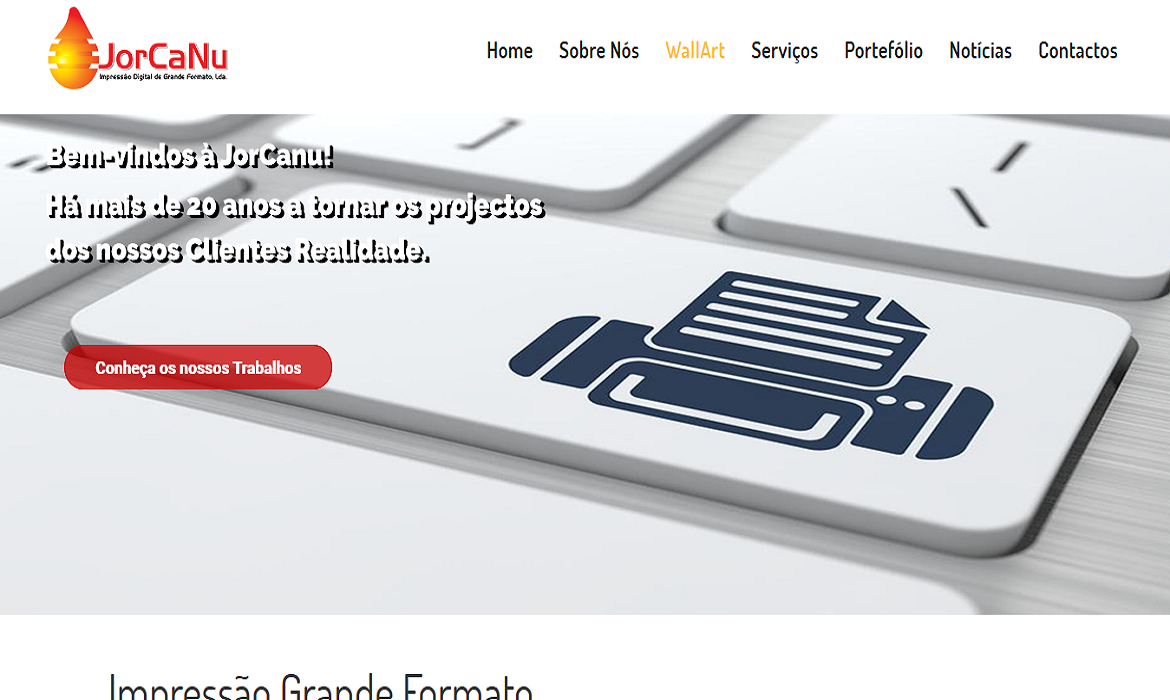 JorCaNu
Impressão Digital de Grande Formato, Lda.
Home Sobre Nós WallArt Serviços Portefólio Notícias Contactos
Bem-vindos à JorCanu!
Há mais de 20 anos a tornar os projectos
dos nossos Clientes Realidade.
Conheça os nossos Trabalhos
Impressão Grande Formato